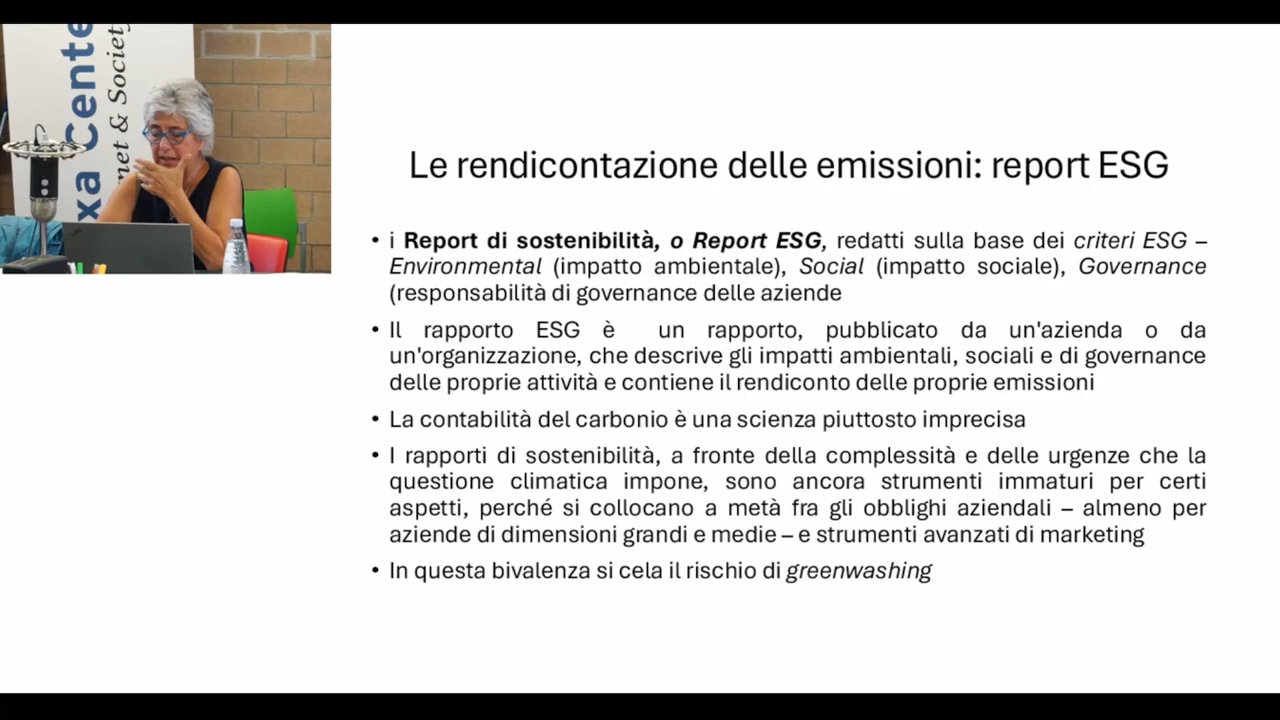 xa Cente
net & Society
Le rendicontazione delle emissioni: report ESG
• i Report di sostenibilità, o Report ESG, redatti sulla base dei criteri ESG –
Environmental (impatto ambientale), Social (impatto sociale), Governance
(responsabilità di governance delle aziende
• Il rapporto ESG è un rapporto, pubblicato da un'azienda o da
un'organizzazione, che descrive gli impatti ambientali, sociali e di governance
delle proprie attività e contiene il rendiconto delle proprie emissioni
• La contabilità del carbonio è una scienza piuttosto imprecisa
• I rapporti di sostenibilità, a fronte della complessità e delle urgenze che la
questione climatica impone, sono ancora strumenti immaturi per certi
aspetti, perché si collocano a metà fra gli obblighi aziendali – almeno per
aziende di dimensioni grandi e medie – e strumenti avanzati di marketing
• In questa bivalenza si cela il rischio di greenwashing